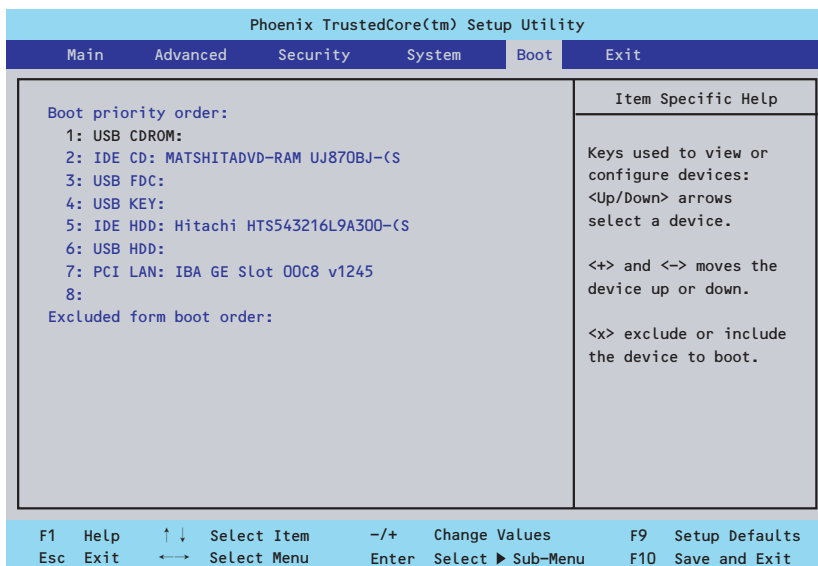 Phoenix TrustedCore(tm) Setup Utility
Main Advanced Security System Boot Exit
Boot priority order:
1: USB CDROM:
2: IDE CD: MATSHITADVD-RAM UJ870BJ-(S
3: USB FDC:
4: USB KEY:
5: IDE HDD: Hitachi HTS543216L9A300-(S
6: USB HDD:
7: PCI LAN: IBA GE Slot 00C8 v1245
8:
Excluded form boot order:
Item Specific Help
Keys used to view or
configure devices:
<Up/Down> arrows
select a device.
<+> and <-> moves the
device up or down.
<x> exclude or include
the device to boot.
F1 Help ↑↓ Select Item -/+ Change Values F9 Setup Defaults
Esc Exit ←→ Select Menu Enter Select ▶ Sub-Menu F10 Save and Exit